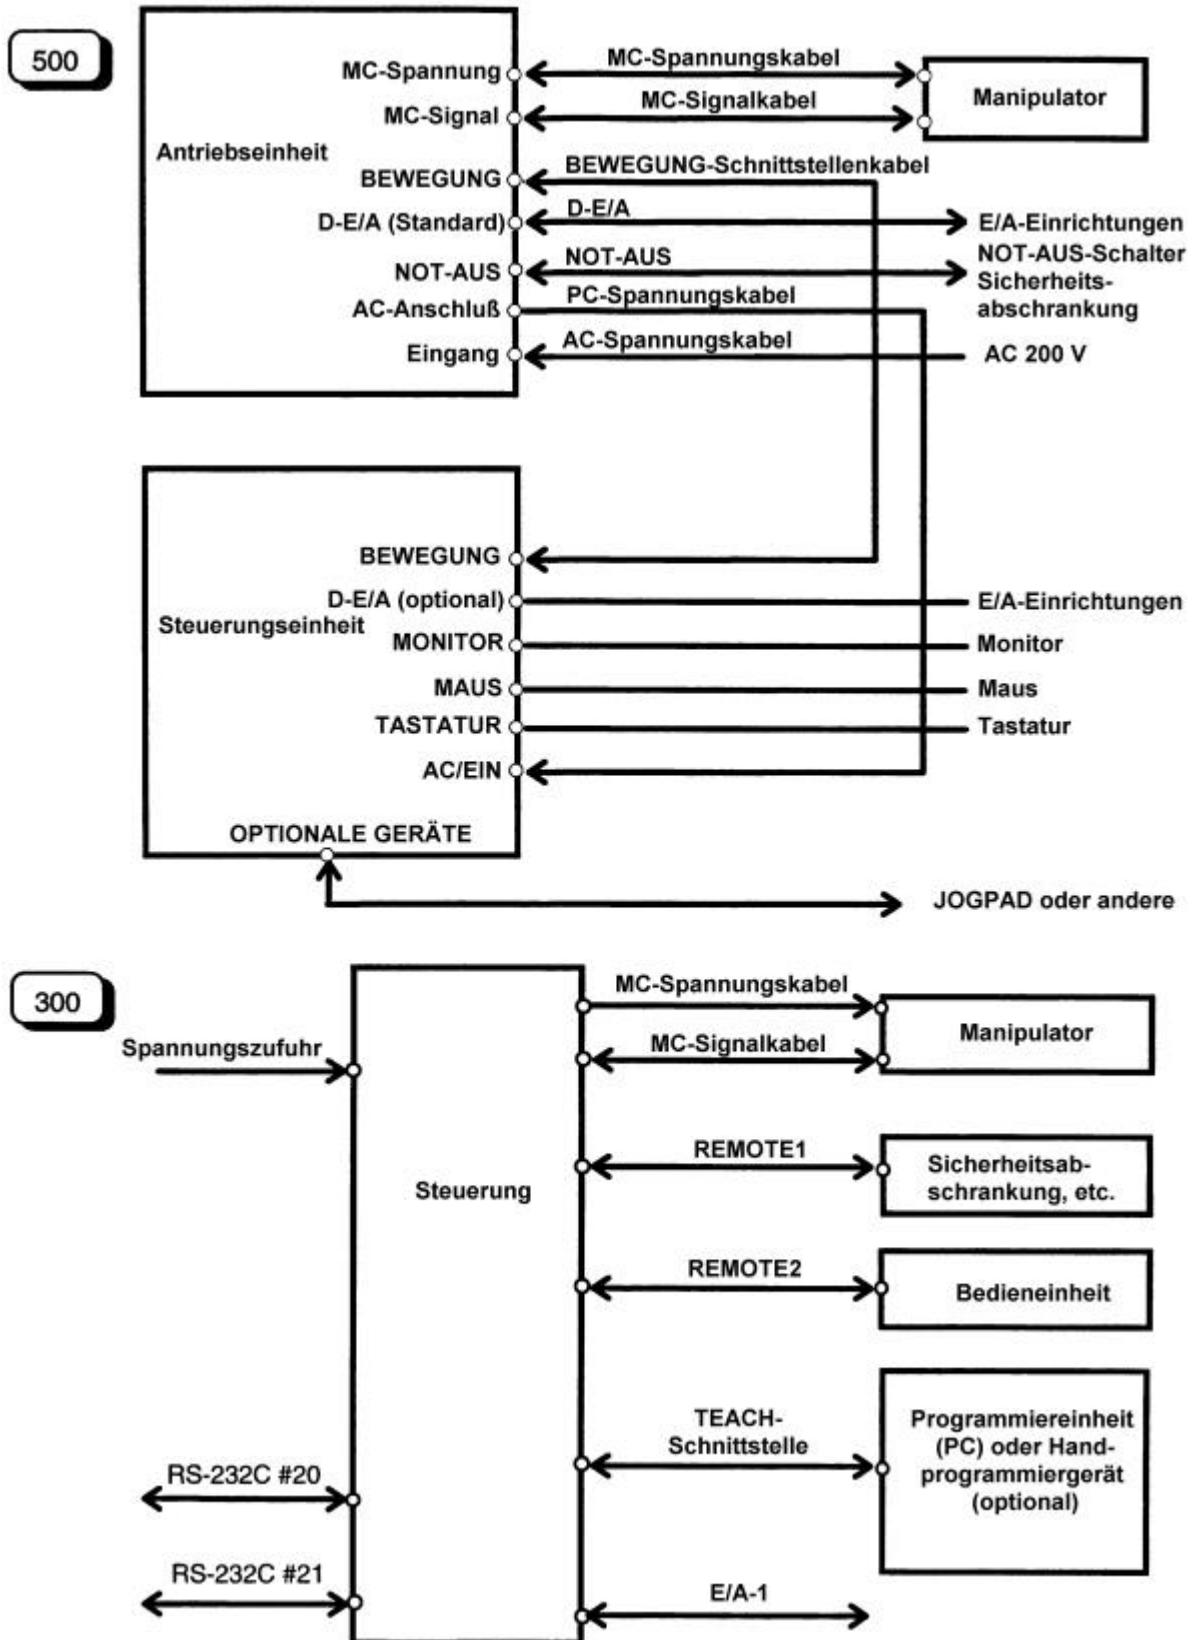 500
MC-Spannung
MC-Spannungskabel
Manipulator
MC-Signal
MC-Signalkabel
Antriebseinheit
BEWEGUNG
BEWEGUNG-Schnittstellenkabel
D-E/A (Standard)
D-E/A
E/A-Einrichtungen
NOT-AUS
NOT-AUS
NOT-AUS-Schalter
Sicherheits-
abschrankung
AC-Anschluß
PC-Spannungskabel
Eingang
AC-Spannungskabel
AC 200 V
BEWEGUNG
D-E/A (optional)
E/A-Einrichtungen
Steuerungseinheit
MONITOR
Monitor
MAUS
Maus
TASTATUR
Tastatur
AC/EIN
OPTIONALE GERÄTE
JOGPAD oder andere
300
MC-Spannungskabel
Manipulator
Spannungszufuhr
MC-Signalkabel
REMOTE1
Sicherheitsab-
schrankung, etc.
Steuerung
REMOTE2
Bedieneinheit
TEACH-
Schnittstelle
Programmiereinheit
(PC) oder Hand-
programmiergerät
(optional)
RS-232C #20
RS-232C #21
E/A-1